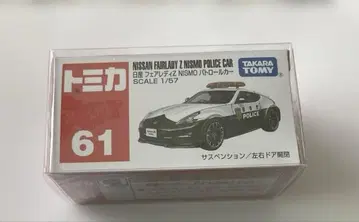 トミカ
61
NISSAN FAIRLADY Z NISMO POLICE CAR
日産 フェアレディZ NISMO パトロールカー
SCALE 1/57
TAKARA TOMY
POLICE
サスペンション/左右ドア開閉